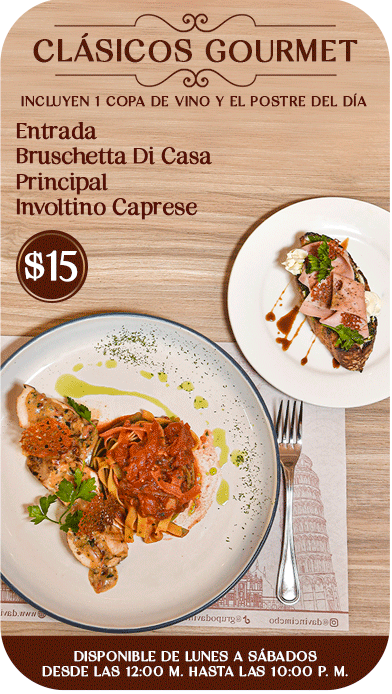 CLÁSICOS GOURMET
INCLUYEN 1 COPA DE VINO Y EL POSTRE DEL DÍA
Entrada
Bruschetta Di Casa
Principal
Involtino Caprese
$15
@davincimcbo
DISPONIBLE DE LUNES A SÁBADOS
DESDE LAS 12:00 M. HASTA LAS 10:00 P. M.